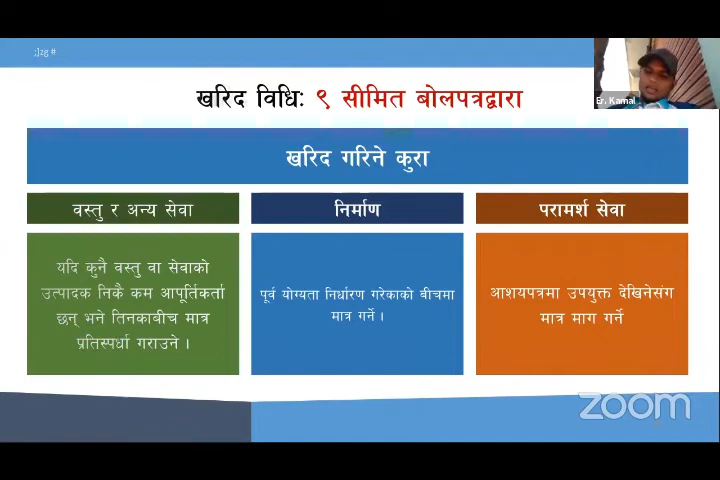 ;]zg #
Er. Kamal
खरिद विधिः ९ सीमित बोलपत्रद्वारा
खरिद गरिने कुरा
वस्तु र अन्य सेवा
निर्माण
परामर्श सेवा
यदि कुनै वस्तु वा सेवाको
उत्पादक निकै कम आपूर्तिकर्ता
छन् भने तिनकाबीच मात्र
प्रतिस्पर्धा गराउने ।
पूर्व योग्यता निर्धारण गरेकाको बीचमा
मात्र गर्ने ।
आशयपत्रमा उपयुक्त देखिनेसंग
मात्र माग गर्ने
zoom